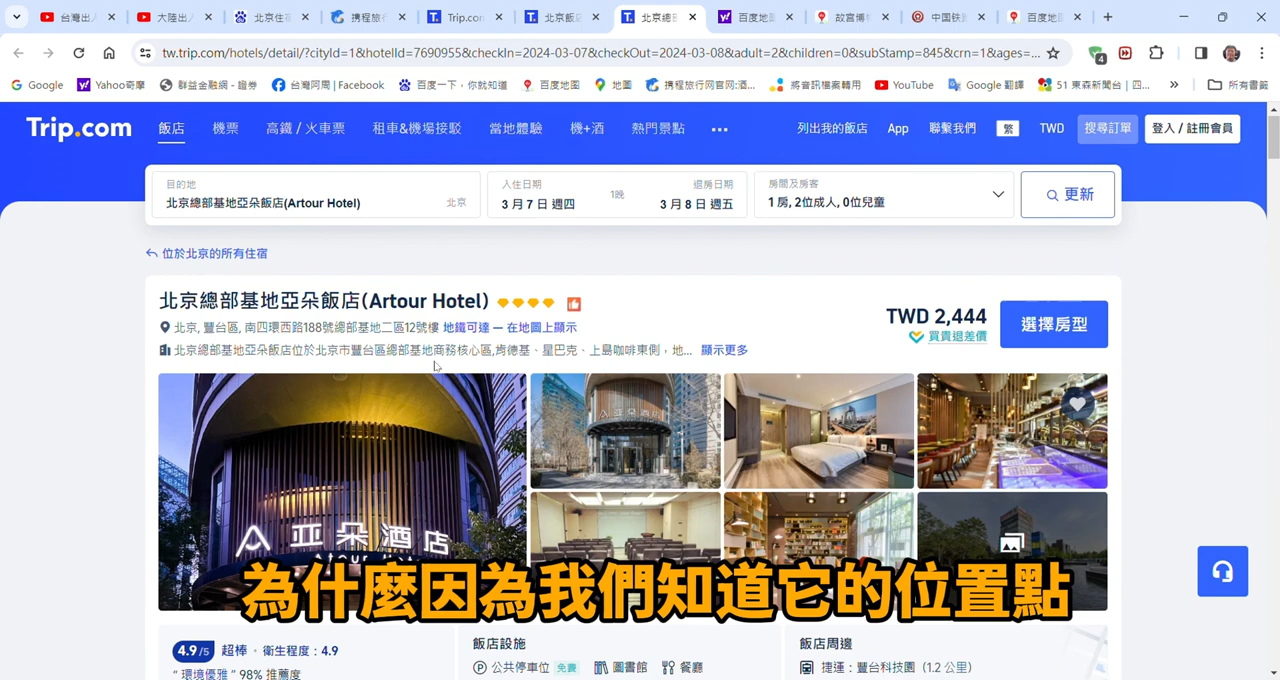 台灣出人
大陸出人
北京住宿
携程旅行
Trip.com
北京飯店
北京總部
百度地圖
故宮博物
中国铁路
百度地图
tw.trip.com/hotels/detail/?cityId=1&hotelId=7690955&checkIn=2024-03-07&checkOut=2024-03-08&adult=2&children=0&subStamp=845&crn=1&ages=...
4
Google
Yahoo奇摩
群益金融網 - 證券
台灣阿周 | Facebook
百度一下，你就知道
百度地图
地圖
携程旅行网官网:酒...
將音訊檔案轉用
YouTube
Google 翻譯
51 東森新聞台｜四...
»
所有書籤
Trip.com
飯店
機票
高鐵 / 火車票
租車&機場接駁
當地體驗
機+酒
熱門景點
列出我的飯店
App
聯繫我們
繁
TWD
搜尋訂單
登入 / 註冊會員
目的地
入住日期
退房日期
房間及房客
北京總部基地亞朵飯店(Artour Hotel)
北京
3 月 7 日 週四
1晚
3 月 8 日 週五
1 房, 2位成人, 0位兒童
更新
位於北京的所有住宿
北京總部基地亞朵飯店(Artour Hotel)
TWD 2,444
買貴退差價
選擇房型
北京, 豐台區, 南四環西路188號總部基地二區12號樓 地鐵可達 — 在地圖上顯示
北京總部基地亞朵飯店位於北京市豐台區總部基地商務核心區,肯德基、星巴克、上島咖啡東側，地... 顯示更多
亚朵酒店
A 亚朵酒店
Atour Hotel
為什麼因為我們知道它的位置點
4.9/5 超棒・衛生程度：4.9
“ 環境優雅 ” 98% 推薦度
飯店設施
公共停車位 免費 圖書館 餐廳
飯店周邊
捷運：豐台科技園（1.2 公里）